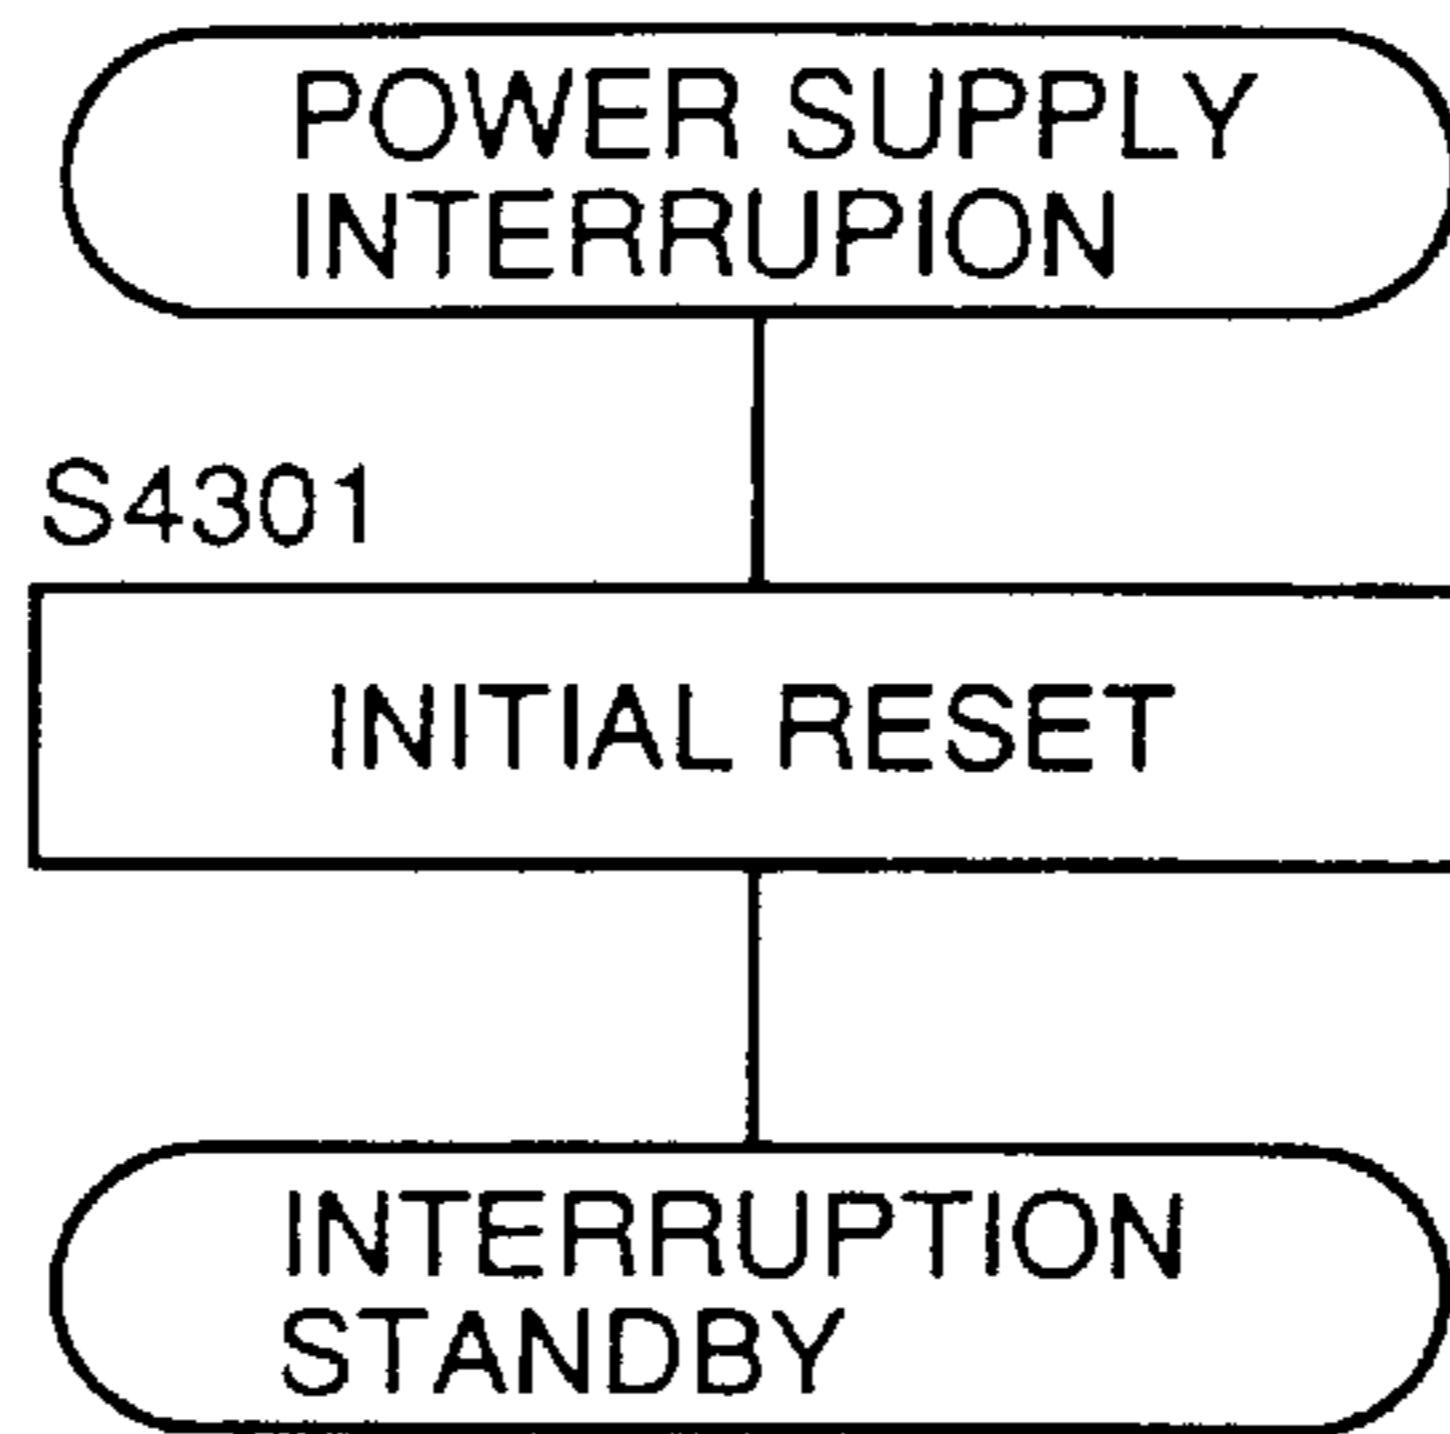 POWER SUPPLY
INTERRUPION
S4301
INITIAL RESET
INTERRUPTION
STANDBY